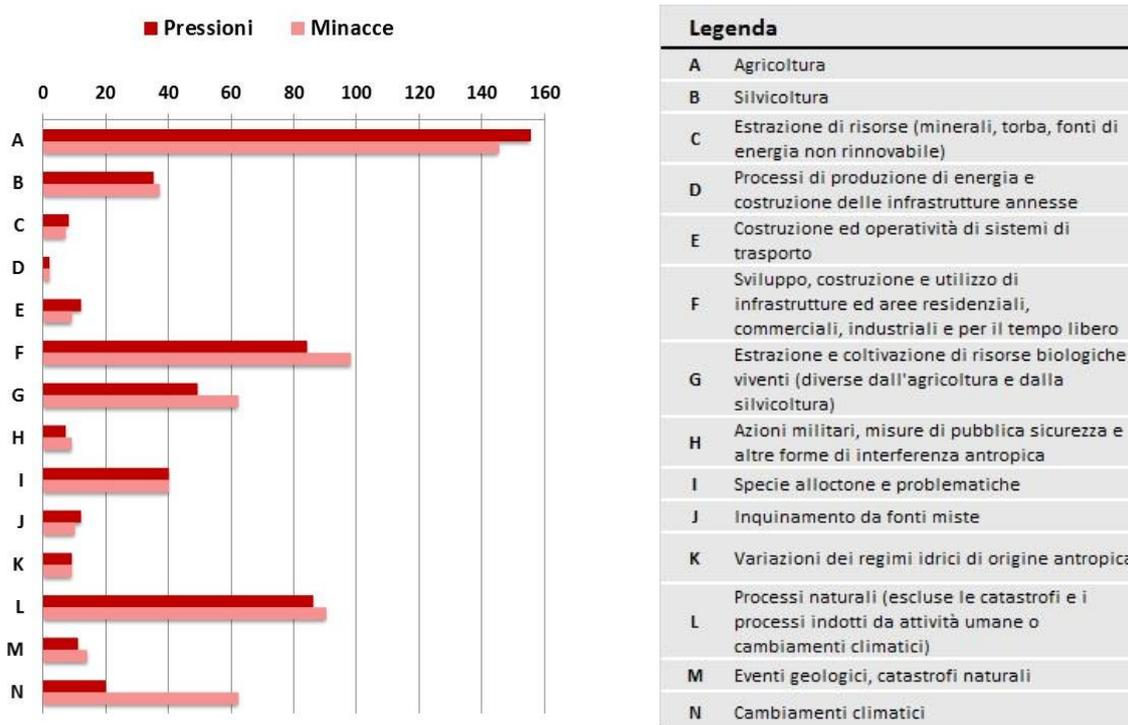 Pressioni Minacce
0 20 40 60 80 100 120 140 160
A
B
C
D
E
F
G
H
I
J
K
L
M
N
Legenda
A Agricoltura
B Silvicoltura
C Estrazione di risorse (minerali, torba, fonti di
energia non rinnovabile)
D Processi di produzione di energia e
costruzione delle infrastrutture annesse
E Costruzione ed operatività di sistemi di
trasporto
F Sviluppo, costruzione e utilizzo di
infrastrutture ed aree residenziali,
commerciali, industriali e per il tempo libero
G Estrazione e coltivazione di risorse biologiche
viventi (diverse dall'agricoltura e dalla
silvicoltura)
H Azioni militari, misure di pubblica sicurezza e
altre forme di interferenza antropica
I Specie alloctone e problematiche
J Inquinamento da fonti miste
K Variazioni dei regimi idrici di origine antropica
L Processi naturali (escluse le catastrofi e i
processi indotti da attività umane o
cambiamenti climatici)
M Eventi geologici, catastrofi naturali
N Cambiamenti climatici